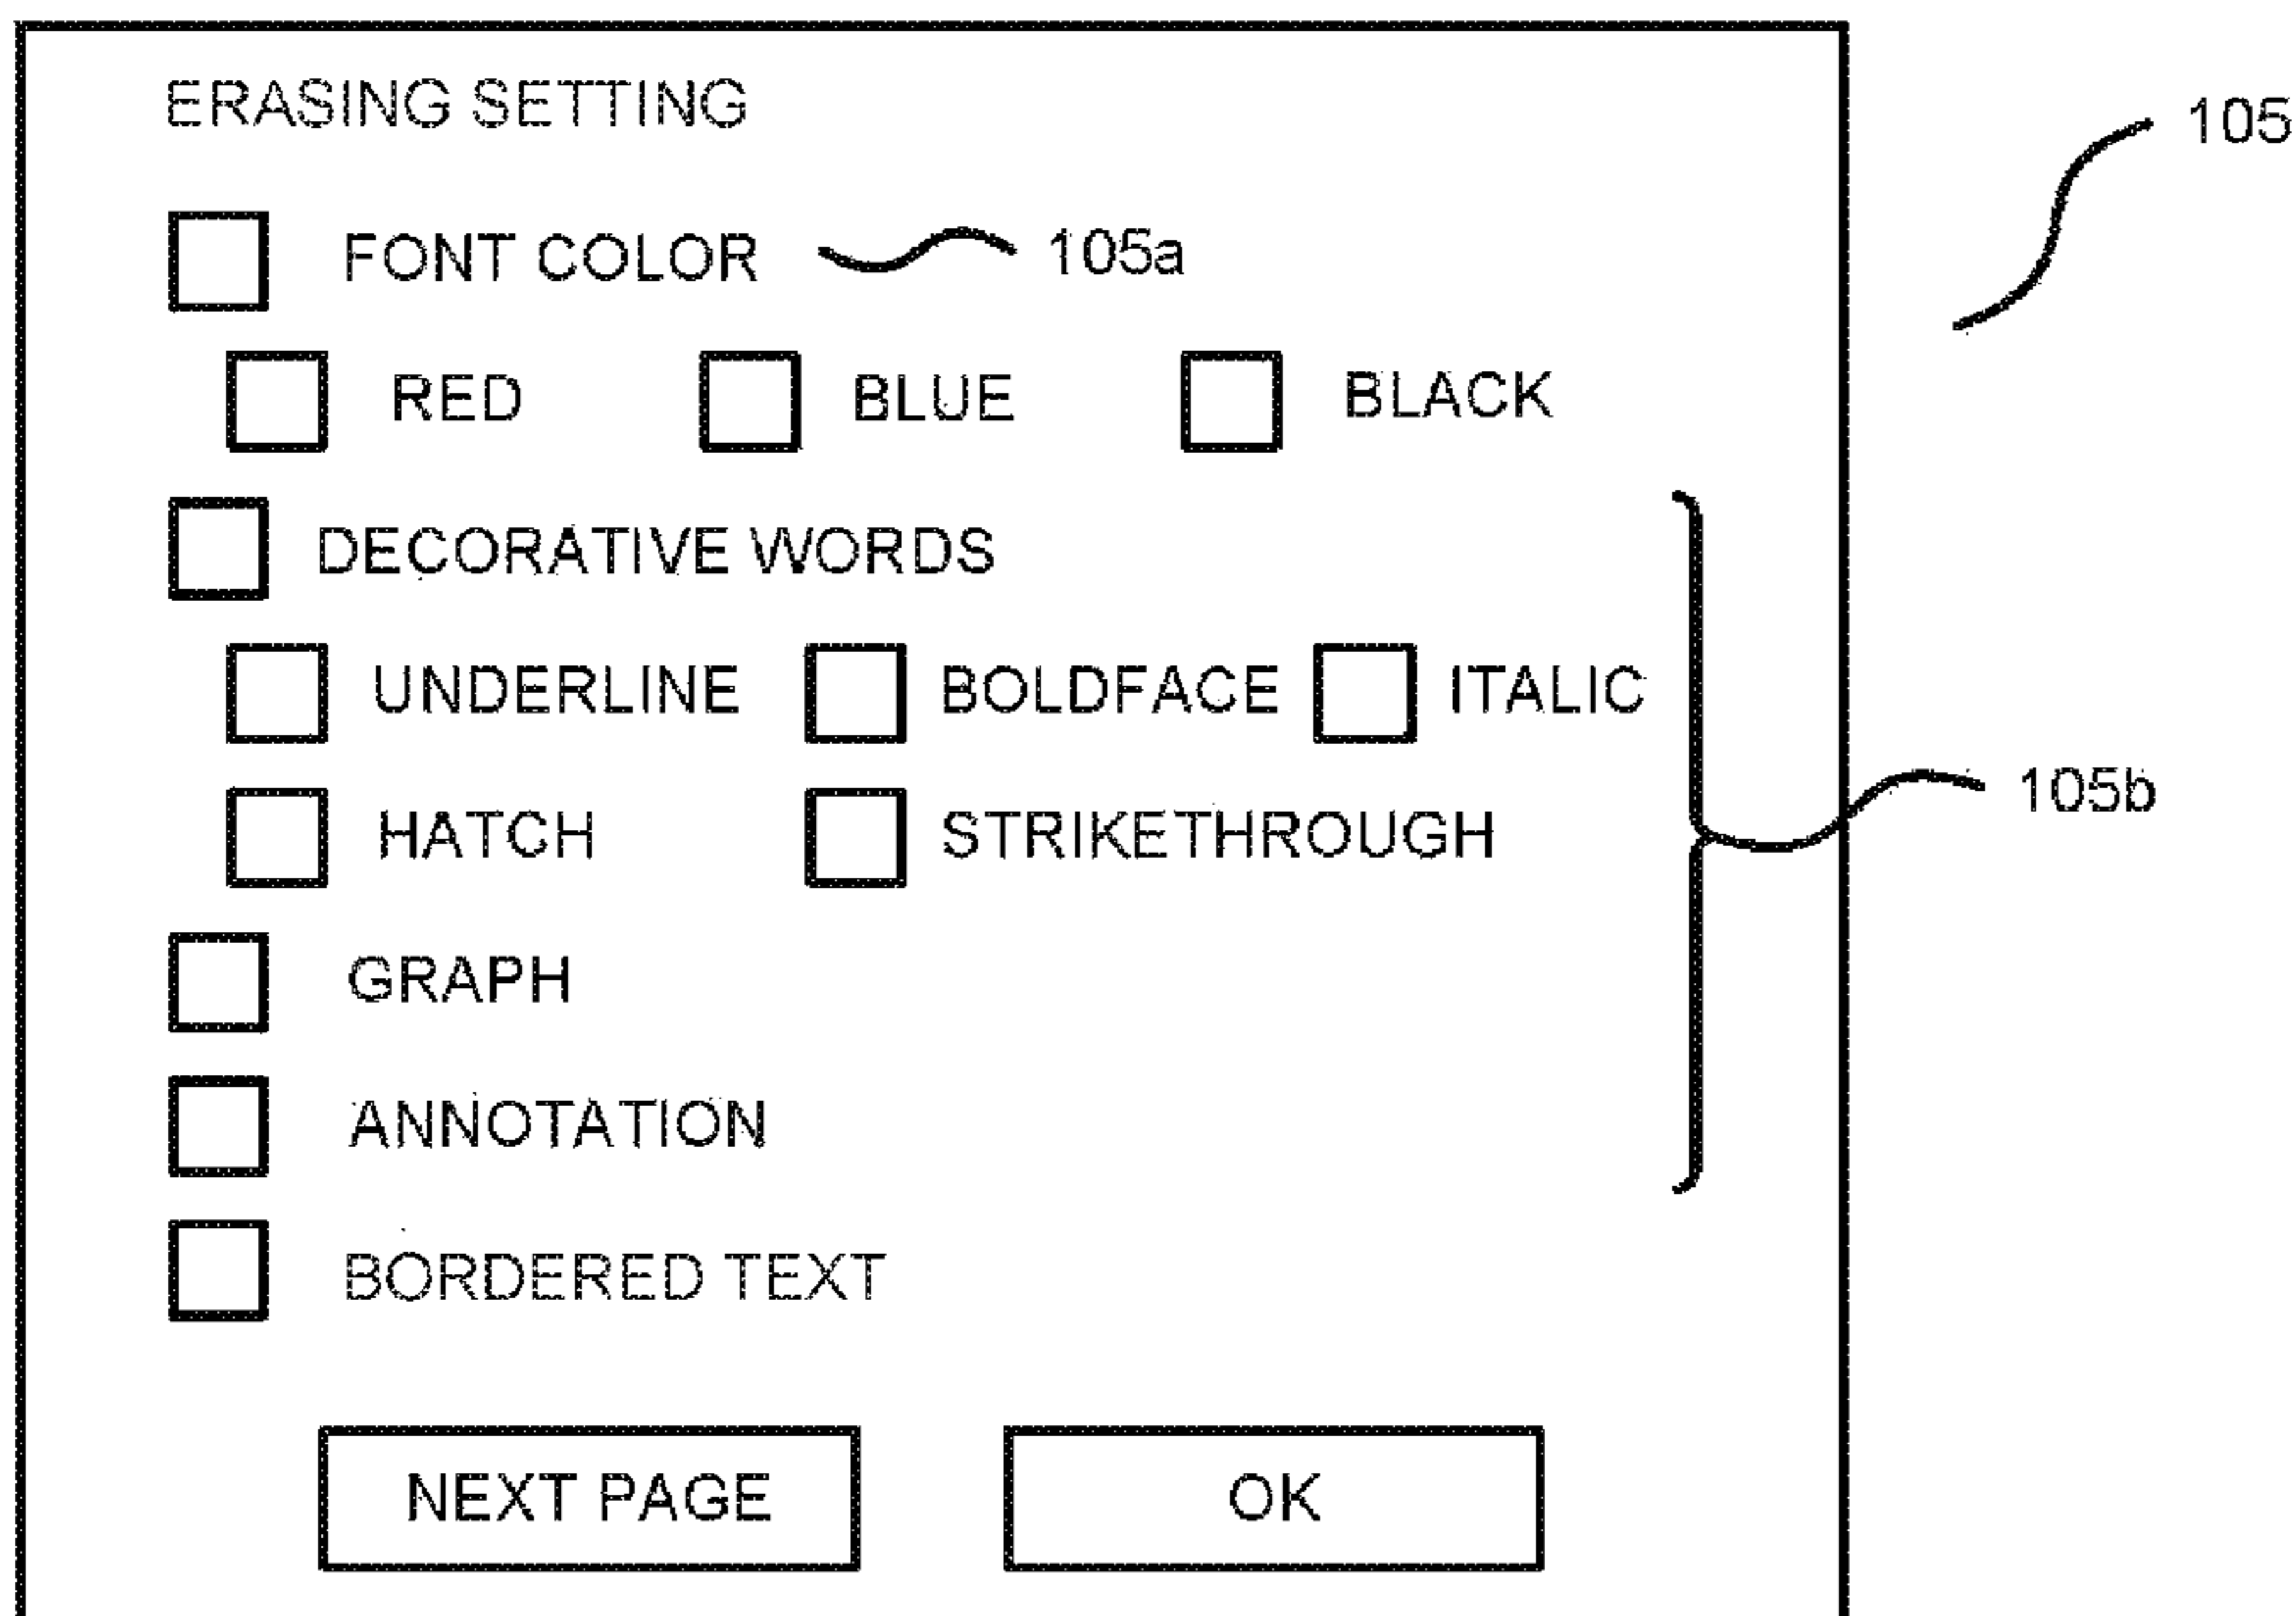 ERASING SETTING
105
FONT COLOR 105a
RED BLUE BLACK
DECORATIVE WORDS
UNDERLINE BOLDFACE ITALIC
105b
HATCH STRIKETHROUGH
GRAPH
ANNOTATION
BORDERED TEXT
NEXT PAGE OK